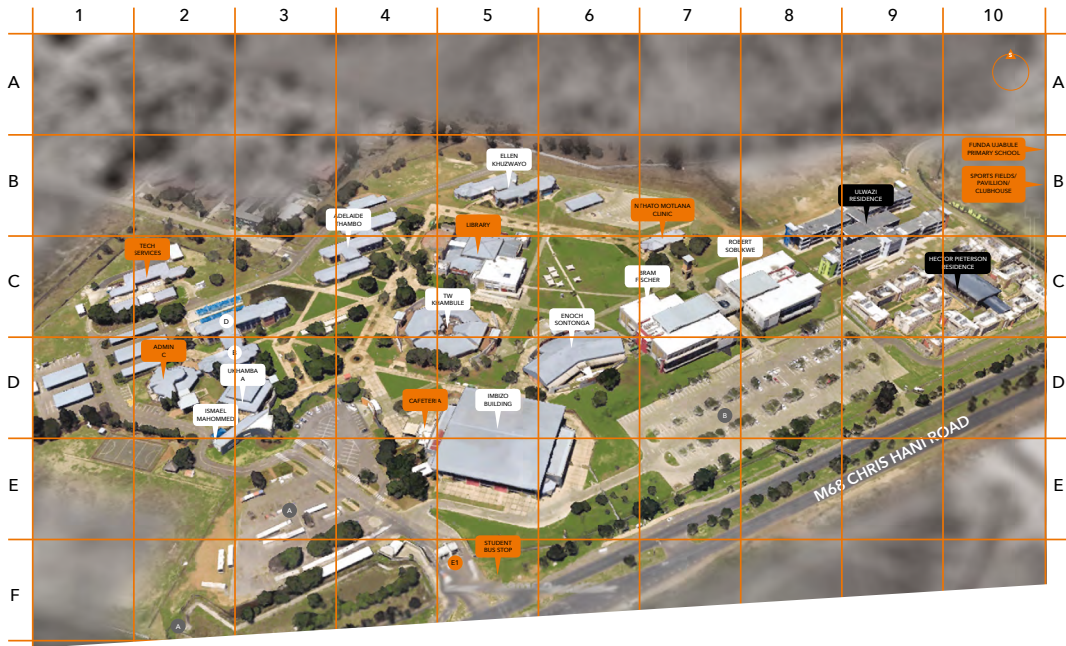 1 2 3 4 5 6 7 8 9 10
A A
S
B B
FUNDA UJABULE
PRIMARY SCHOOL
ELLEN
KHUZWAYO
SPORTS FIELDS/
PAVILLION/
CLUBHOUSE
ULWAZI
RESIDENCE
NTHATO MOTLANA
CLINIC
ADELAIDE
THAMBO
LIBRARY
TECH
SERVICES
ROBERT
SOBUKWE
HECTOR PIETERSON
RESIDENCE
BRAM
FISCHER
C C
TW
KHAMBULE
ENOCH
SONTONGA
D
ADMIN
C
UKHAMBA
A
D D
CAFETERIA
IMBIZO
BUILDING
ISMAEL
MAHOMMED
B
M68 CHRIS HANI ROAD
E E
A
STUDENT
BUS STOP
E1
F F
A